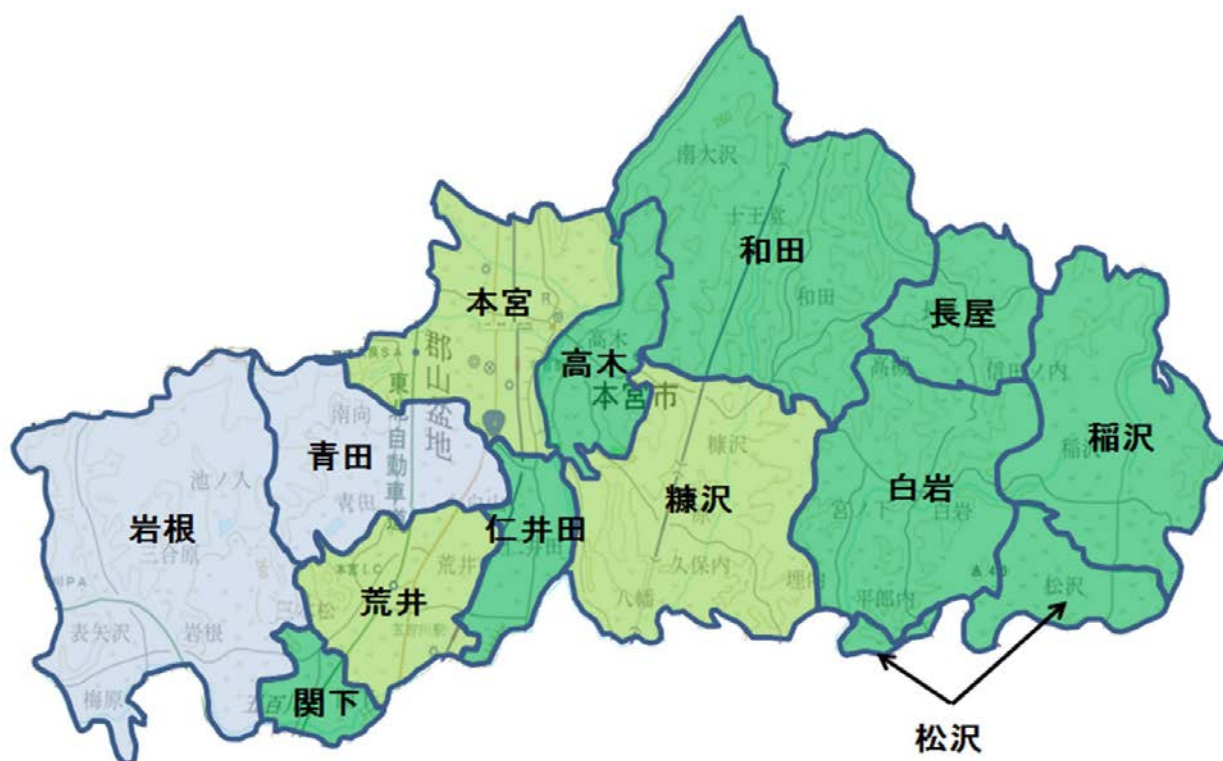 南大沢
十王堂
和田
和田
本宮
長屋
高木
高木
郡山盆地
本宮市
信田ノ内
稲沢
稲沢
南向
東北自動車道
青田
青田
糠沢
糠沢
白岩
白岩
宮ノ下
池ノ入
岩根
三合原
仁井田
仁井田
本宮IC
荒井
荒井
久保内
八幡
平郎内
松沢
表矢沢
岩根
梅原
関下
松沢